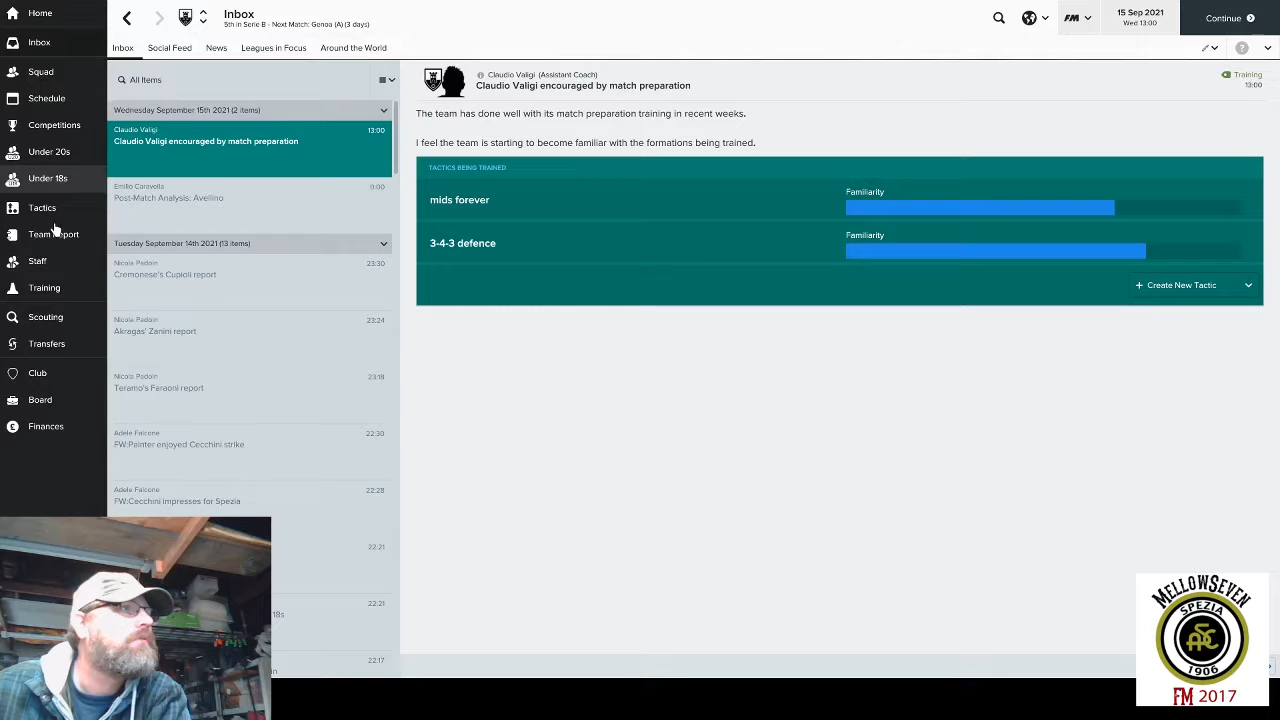 Home
Inbox
Squad
Schedule
Competitions
Under 20s
Under 18s
Tactics
Team Report
Staff
Training
Scouting
Transfers
Club
Board
Finances
Inbox
5th in Serie B - Next Match: Genoa (A) (3 days)
FM
15 Sep 2021
Wed 13:00
Continue
Inbox Social Feed News Leagues in Focus Around the World
All Items
Wednesday September 15th 2021 (2 items)
Claudio Valigi 13:00
Claudio Valigi encouraged by match preparation
Emilio Caravella 9:00
Post-Match Analysis: Avellino
Tuesday September 14th 2021 (13 items)
Nicola Padoin 23:30
Cremonese's Cupioli report
Nicola Padoin 23:24
Akragas' Zanini report
Nicola Padoin 23:18
Teramo's Faraoni report
Adele Falcone 22:30
FW:Painter enjoyed Cecchini strike
Adele Falcone 22:28
FW:Cecchini impresses for Spezia
22:21
22:21
18s
22:17
Claudio Valigi (Assistant Coach)
Claudio Valigi encouraged by match preparation
Training
13:00
The team has done well with its match preparation training in recent weeks.
I feel the team is starting to become familiar with the formations being trained.
TACTICS BEING TRAINED
mids forever Familiarity
3-4-3 defence Familiarity
+ Create New Tactic
MELLOWSEVEN
SPEZIA
1906
FM 2017